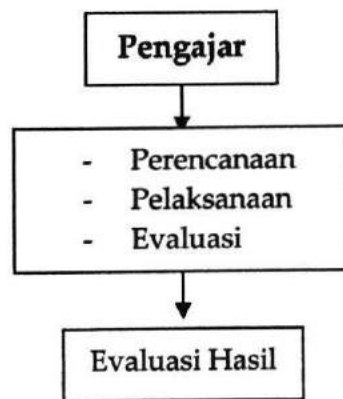 Pengajar
- Perencanaan
- Pelaksanaan
- Evaluasi
Evaluasi Hasil